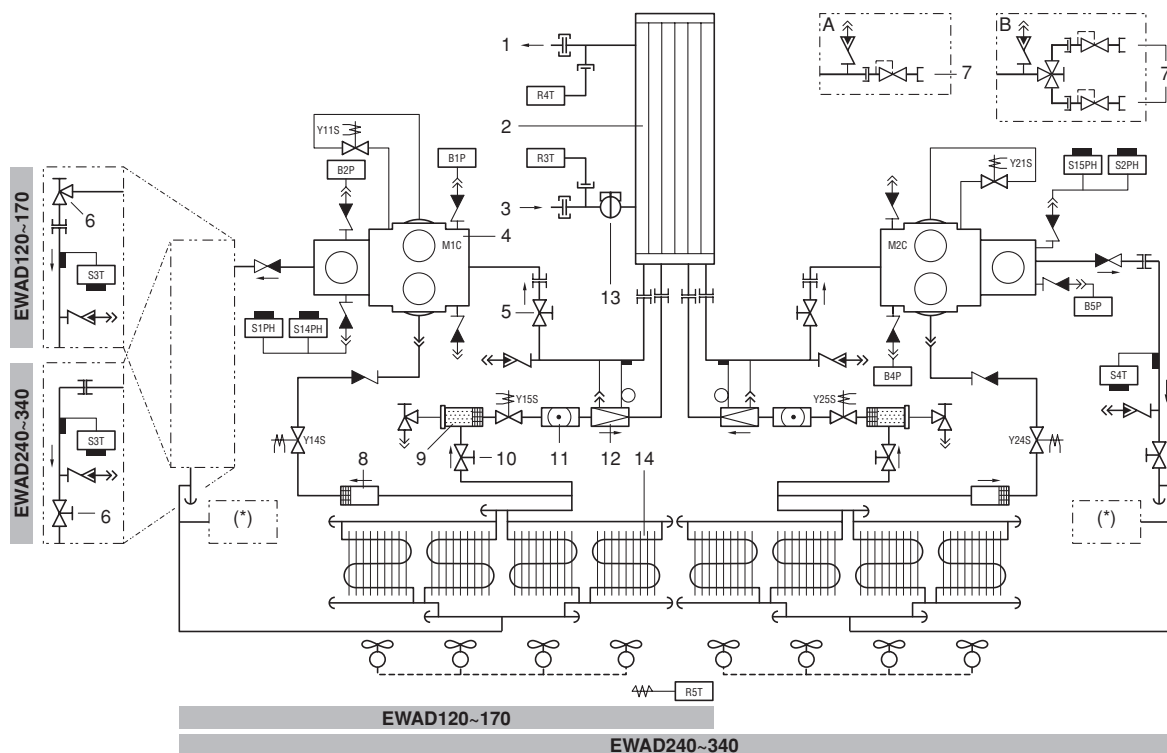 A
B
1
7
7
R4T
2
Y11S
B2P
B1P
R3T
Y21S
S15PH
S2PH
EWAD120~170
6
3
4
M1C
M2C
S3T
13
5
B5P
S1PH
S14PH
B4P
S4T
EWAD240~340
S3T
Y15S
Y25S
Y14S
9
10
11
12
14
Y24S
8
6
(*)
(*)
R5T
EWAD120~170
EWAD240~340